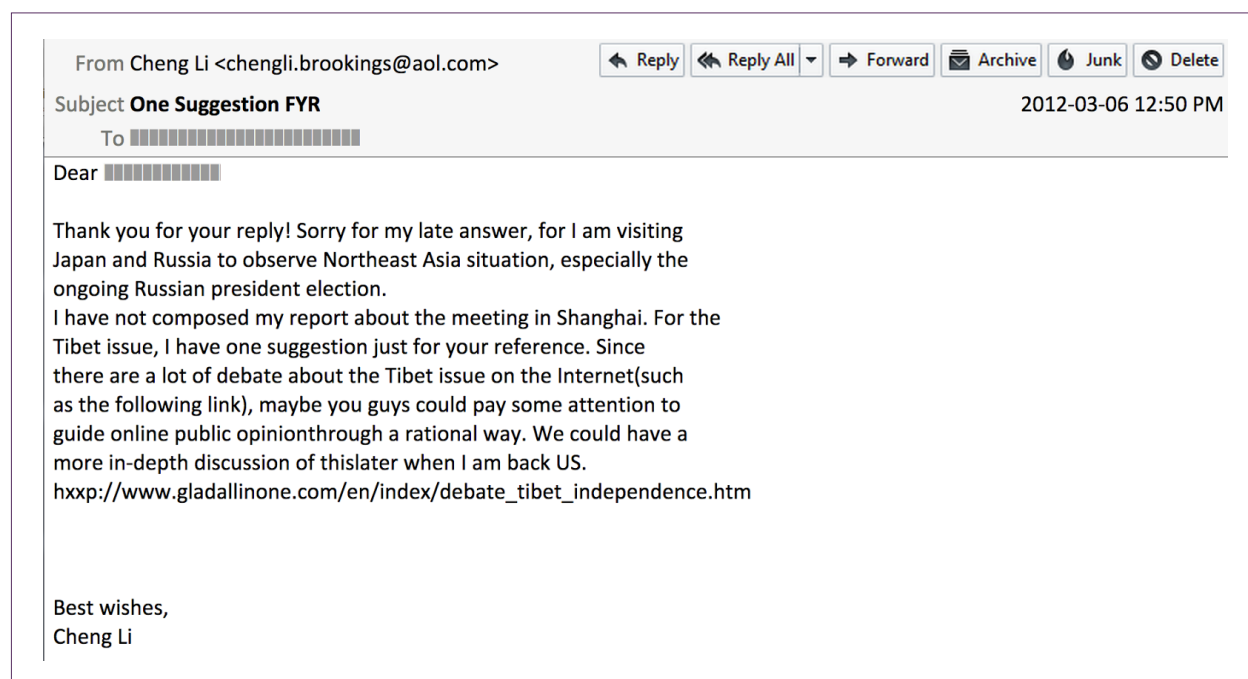 From Cheng Li <chengli.brookings@aol.com> Reply Reply All Forward Archive Junk Delete
Subject One Suggestion FYR 2012-03-06 12:50 PM
To
Dear
Thank you for your reply! Sorry for my late answer, for I am visiting
Japan and Russia to observe Northeast Asia situation, especially the
ongoing Russian president election.
I have not composed my report about the meeting in Shanghai. For the
Tibet issue, I have one suggestion just for your reference. Since
there are a lot of debate about the Tibet issue on the Internet(such
as the following link), maybe you guys could pay some attention to
guide online public opinionthrough a rational way. We could have a
more in-depth discussion of thislater when I am back US.
hxxp://www.gladallinone.com/en/index/debate_tibet_independence.htm
Best wishes,
Cheng Li